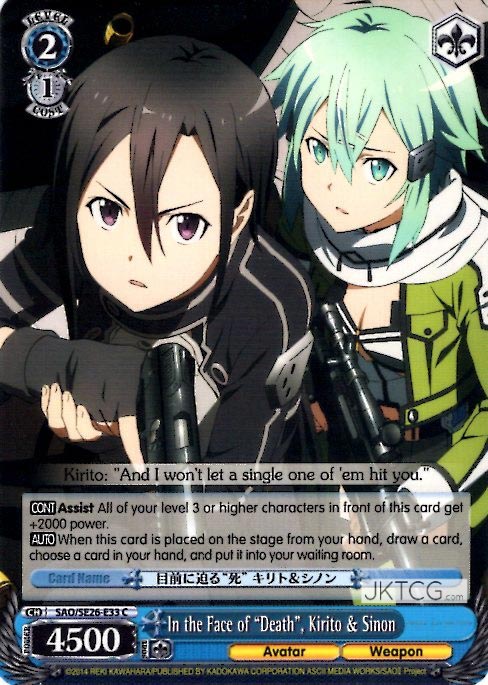 LEVEL
2
1
COST
Kirito: "And I won't let a single one of 'em hit you."
CONT Assist All of your level 3 or higher characters in front of this card get
+2000 power.
AUTO When this card is placed on the stage from your hand, draw a card,
choose a card in your hand, and put it into your waiting room.
Card Name
目前に迫る“死” キリト&シノン
JKTCG.com
CH SAO/SE26-E33 C
POWER 4500 SOUL
In the Face of “Death”, Kirito & Sinon
Avatar Weapon
©2014 REKI KAWAHARA/PUBLISHED BY KADOKAWA CORPORATION ASCII MEDIA WORKS/SAOⅡ Project